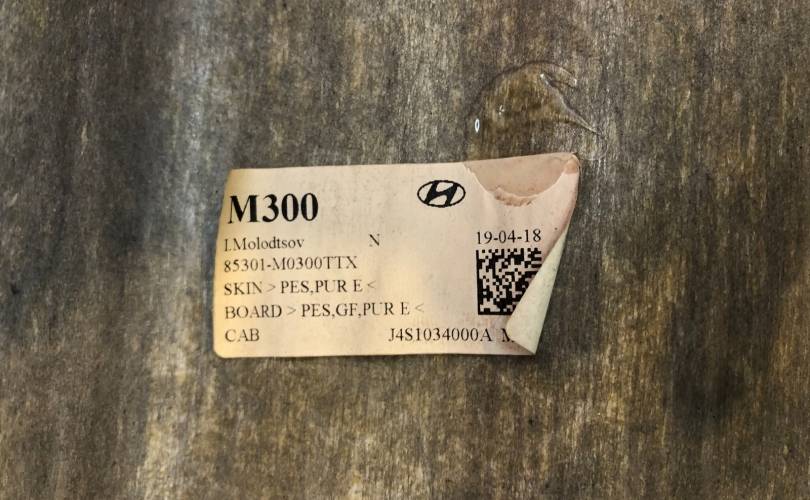 M300
I.Molodtsov N 19-04-18
85301-M0300TTX
SKIN > PES,PUR E <
BOARD > PES,GF,PUR E <
CAB J4S1034000A